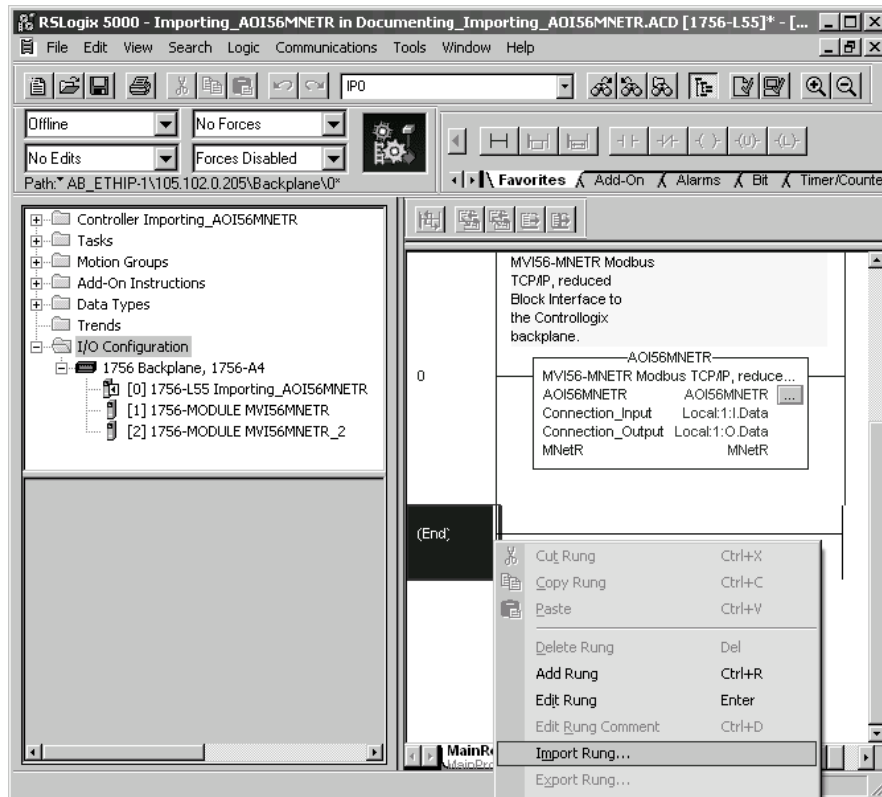 RSLogix 5000 - Importing_AOI56MNETR in Documenting_Importing_AOI56MNETR.ACD [1756-L55]* - [...
File Edit View Search Logic Communications Tools Window Help
IP0
Offline No Forces
No Edits Forces Disabled
Path: AB_ETHIP-1\105.102.0.205\Backplane\0*
Favorites Add-On Alarms Bit Timer/Counte
Controller Importing_AOI56MNETR
Tasks
Motion Groups
Add-On Instructions
Data Types
Trends
I/O Configuration
1756 Backplane, 1756-A4
[0] 1756-L55 Importing_AOI56MNETR
[1] 1756-MODULE MVI56MNETR
[2] 1756-MODULE MVI56MNETR_2
MVI56-MNETR Modbus
TCP/IP, reduced
Block Interface to
the Controllogix
backplane.
0
AOI56MNETR
MVI56-MNETR Modbus TCP/IP, reduce...
AOI56MNETR AOI56MNETR ...
Connection_Input Local:1:I.Data
Connection_Output Local:1:O.Data
MNetR MNetR
(End)
Cut Rung Ctrl+X
Copy Rung Ctrl+C
Paste Ctrl+V
Delete Rung Del
Add Rung Ctrl+R
Edit Rung Enter
Edit Rung Comment Ctrl+D
Import Rung...
Export Rung...
MainR
MainPro